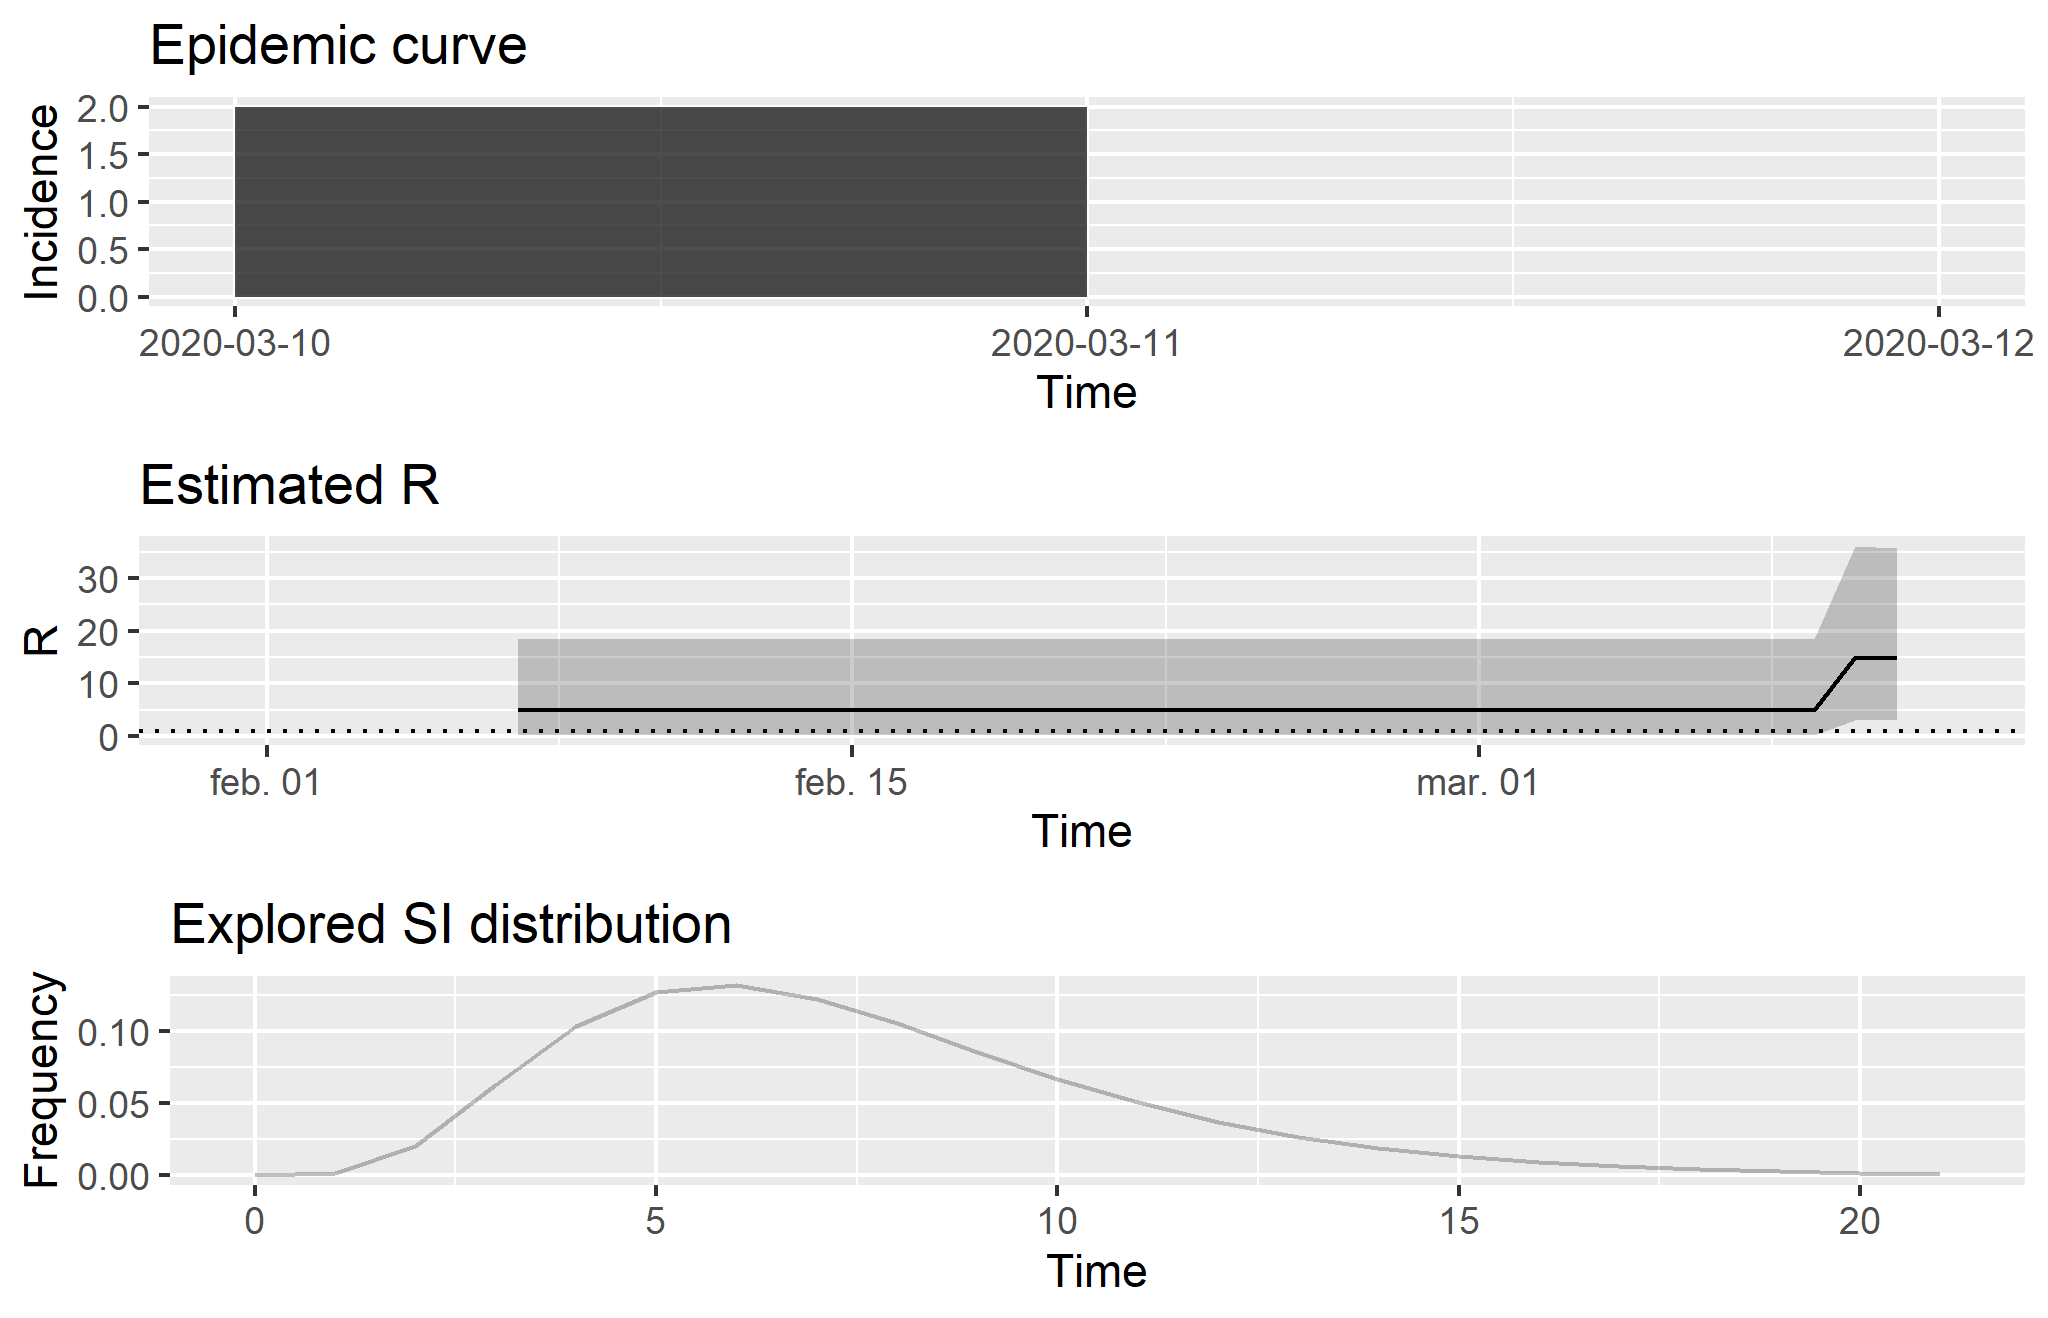 Epidemic curve
Incidence
2.0
1.5
1.0
0.5
0.0
2020-03-10 2020-03-11 2020-03-12
Time
Estimated R
R
30
20
10
0
feb. 01 feb. 15 mar. 01
Time
Explored SI distribution
Frequency
0.10
0.05
0.00
0 5 10 15 20
Time